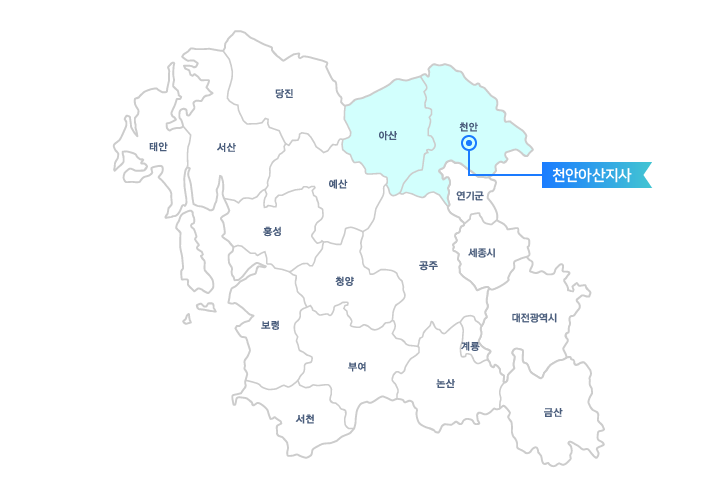 당진
천안
아산
태안
서산
천안아산지사
예산
연기군
홍성
세종시
공주
청양
대전광역시
보령
계룡
부여
논산
금산
서천